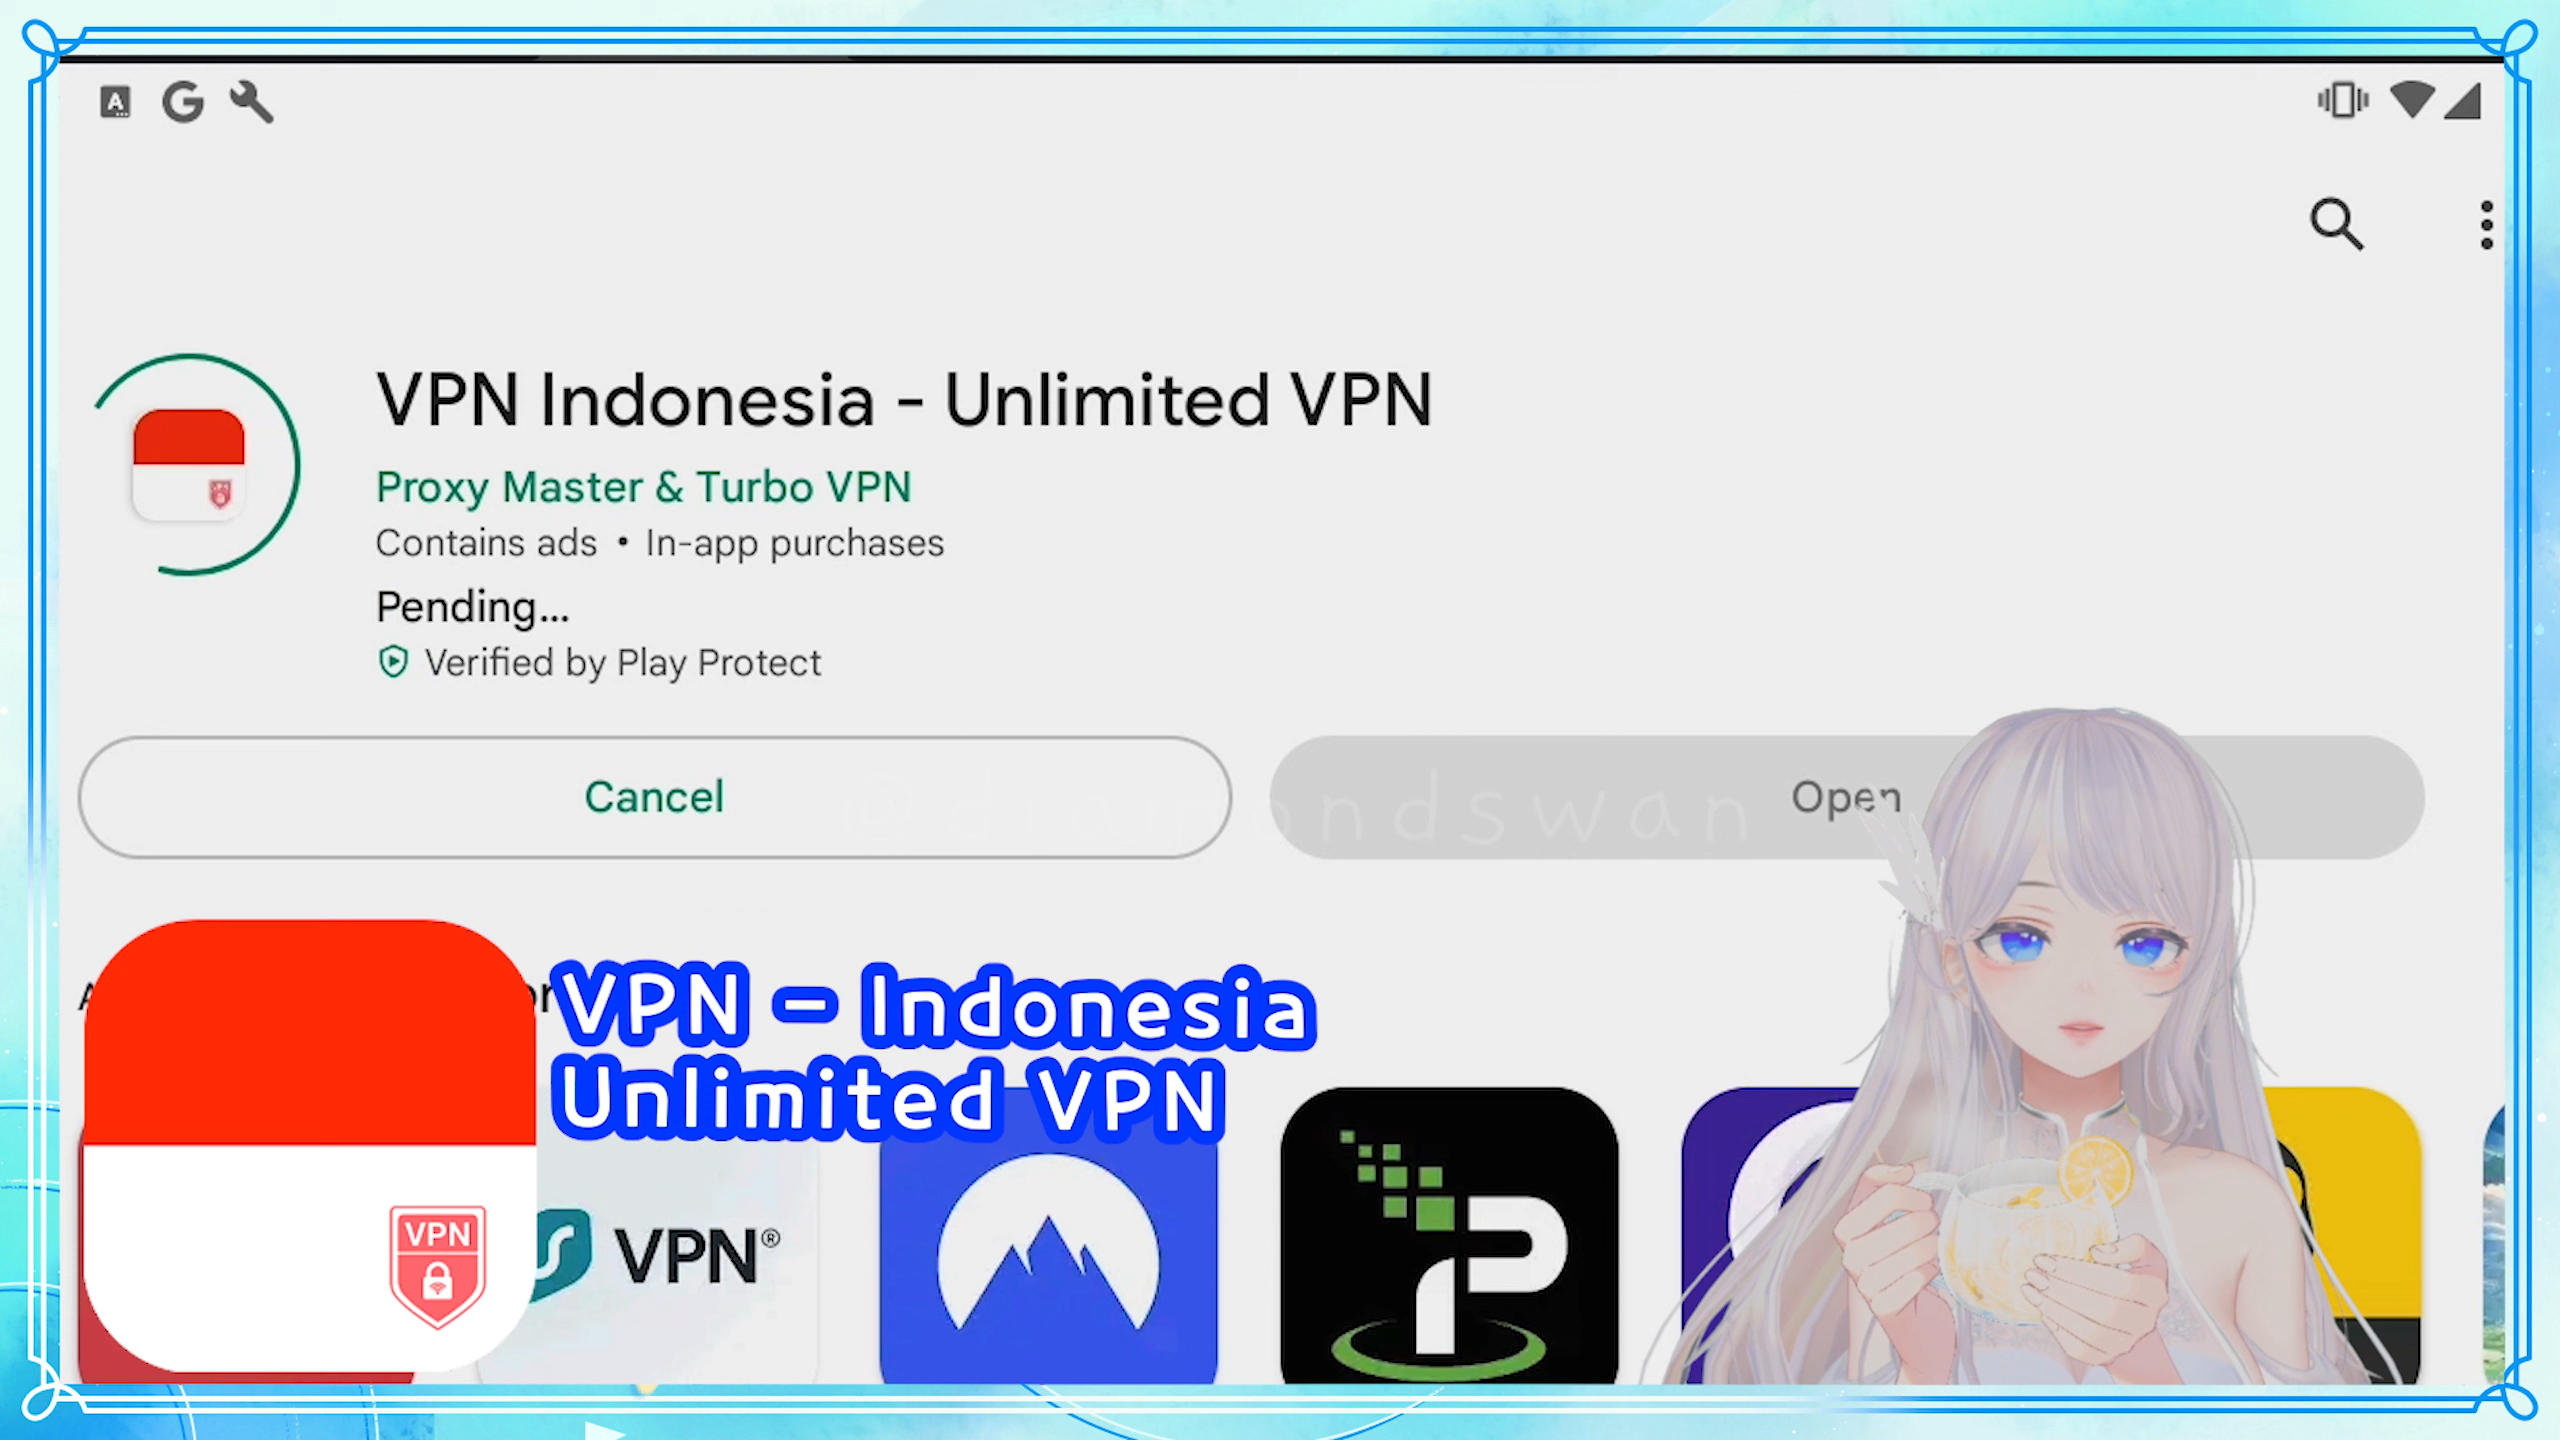 VPN Indonesia - Unlimited VPN
Proxy Master & Turbo VPN
Contains ads • In-app purchases
Pending...
Verified by Play Protect
Cancel
Open
@diamondswan
VPN - Indonesia
Unlimited VPN
VPN
VPN®